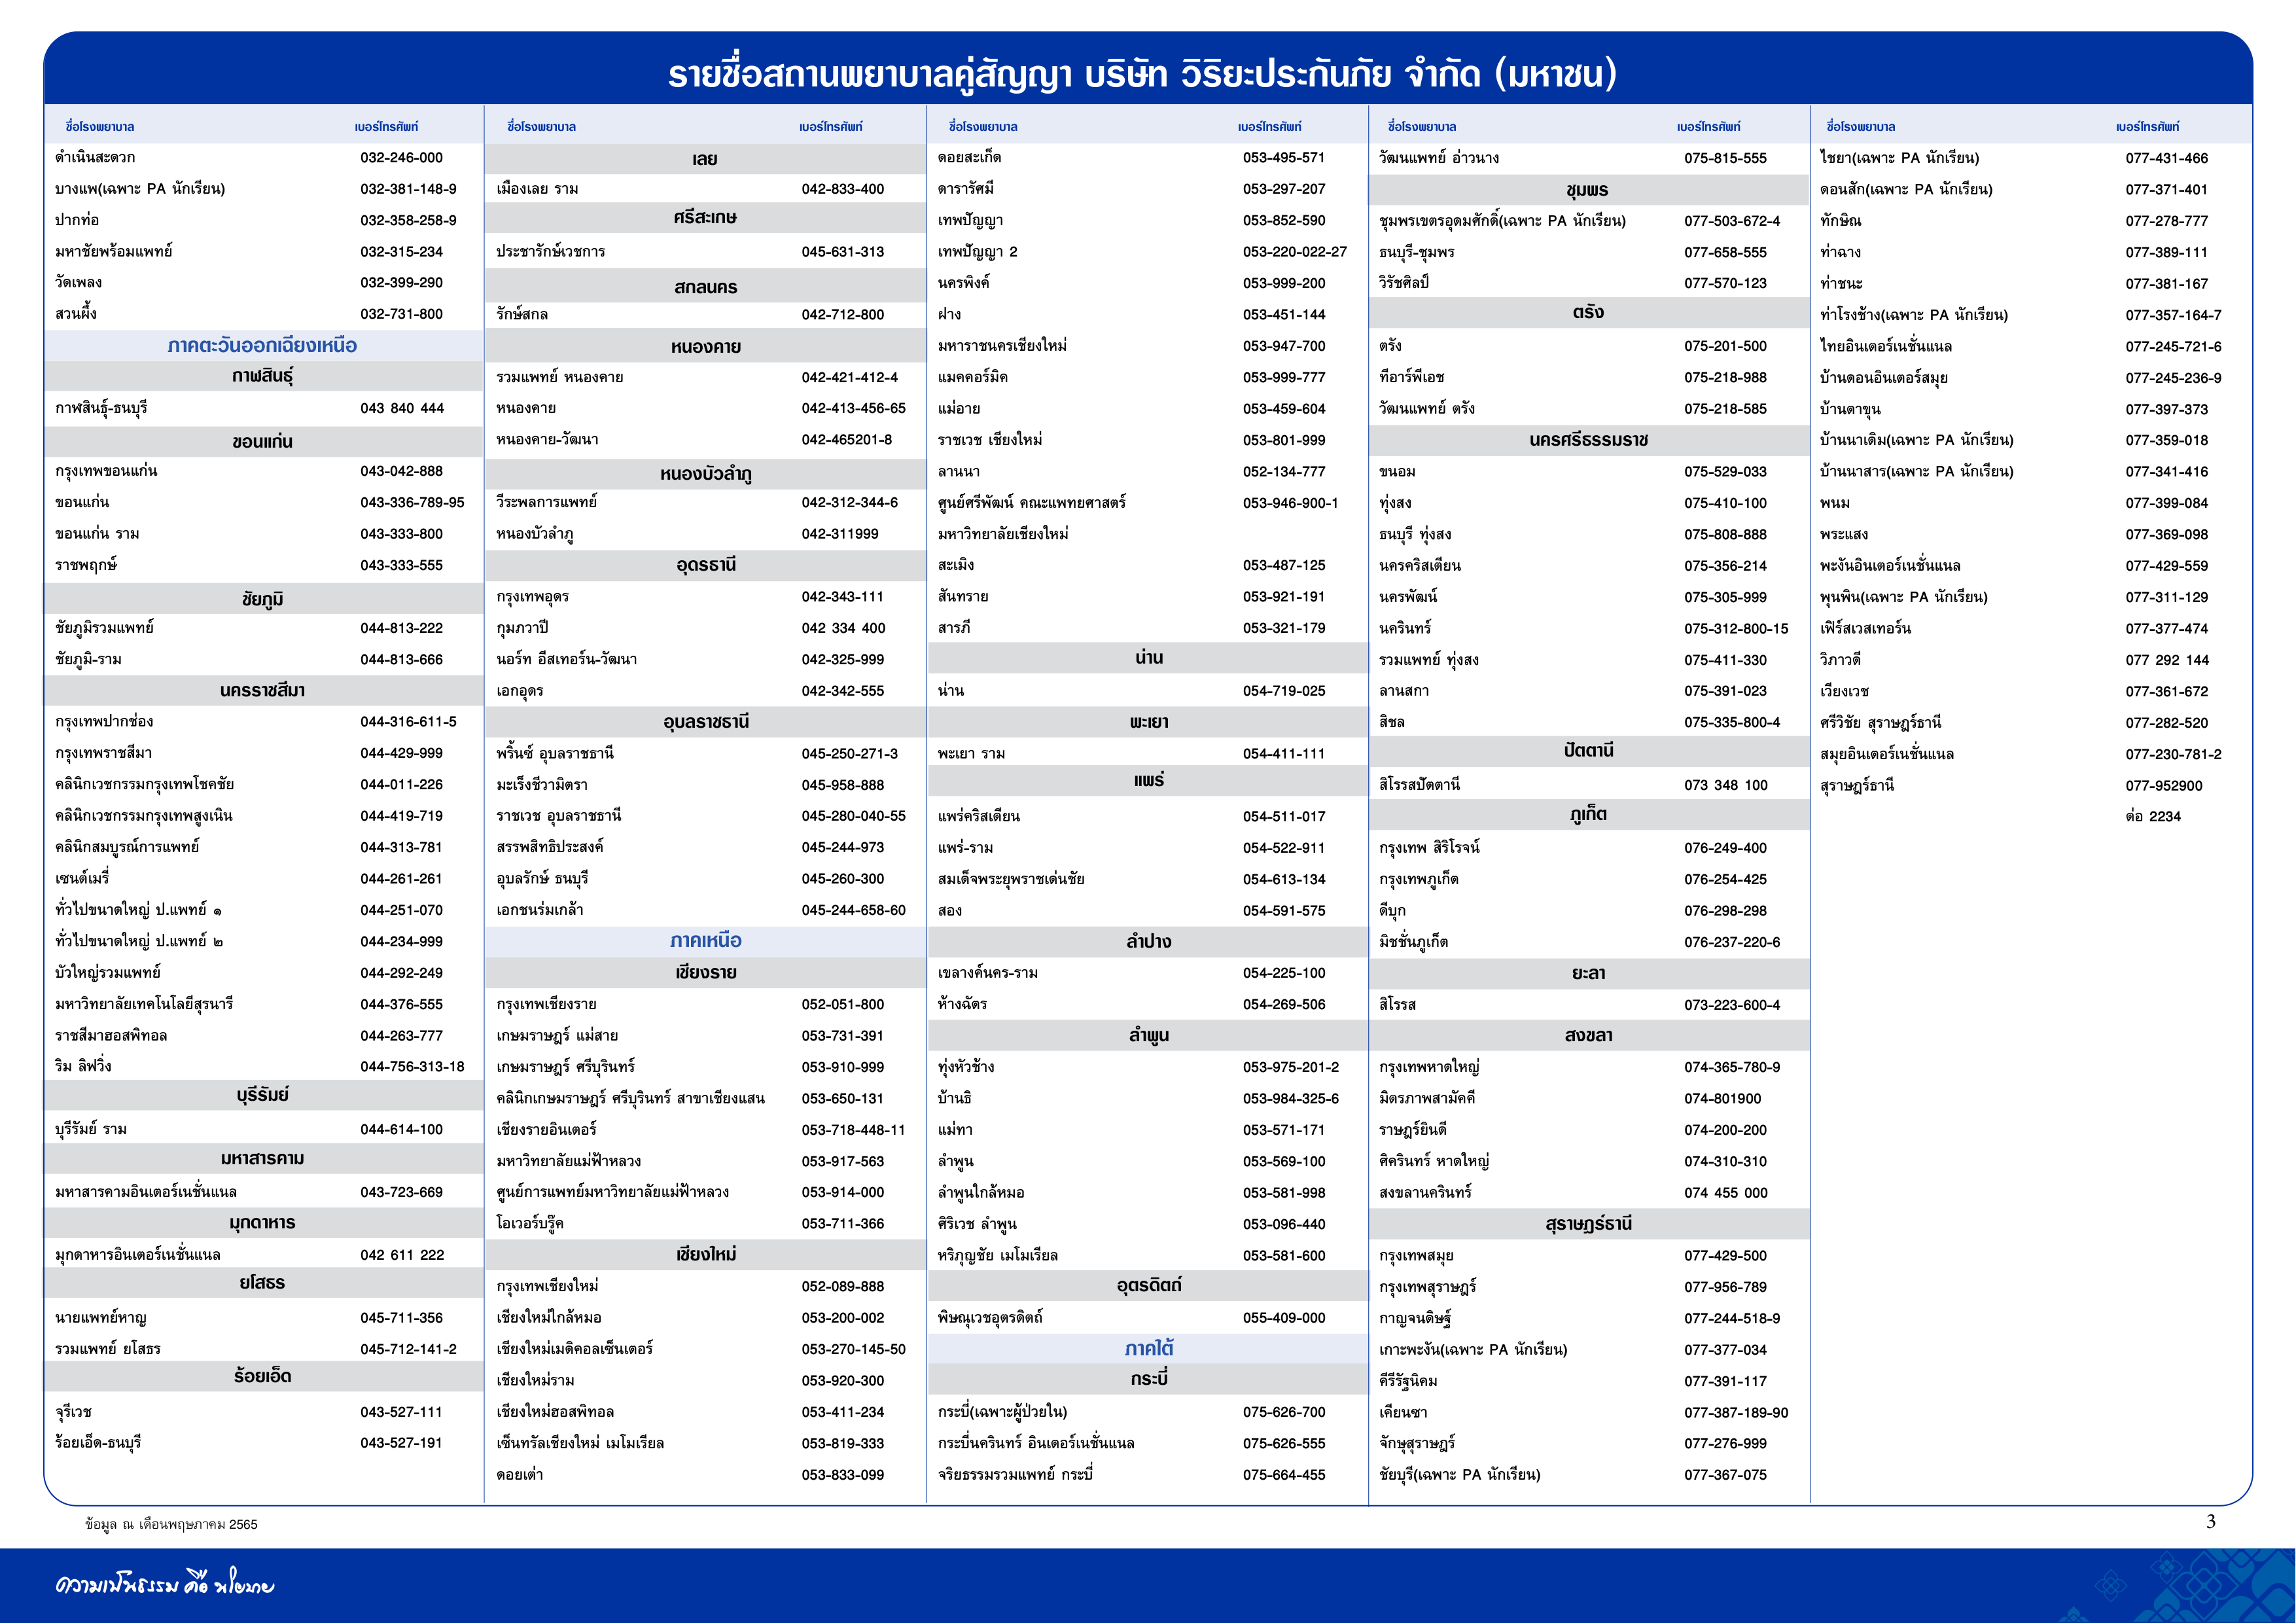 รายชื่อสถานพยาบาลคู่สัญญา บริษัท วิริยะประกันภัย จำกัด (มหาชน)
ชื่อโรงพยาบาล เบอร์โทรศัพท์
ดำเนินสะดวก 032-246-000
บางแพ(เฉพาะ PA นักเรียน) 032-381-148-9
ปากท่อ 032-358-258-9
มหาชัยพร้อมแพทย์ 032-315-234
วัดเพลง 032-399-290
สวนผึ้ง 032-731-800
ภาคตะวันออกเฉียงเหนือ
กาฬสินธุ์
กาฬสินธุ์-ธนบุรี 043 840 444
ขอนแก่น
กรุงเทพขอนแก่น 043-042-888
ขอนแก่น 043-336-789-95
ขอนแก่น ราม 043-333-800
ราชพฤกษ์ 043-333-555
ชัยภูมิ
ชัยภูมิรวมแพทย์ 044-813-222
ชัยภูมิ-ราม 044-813-666
นครราชสีมา
กรุงเทพปากช่อง 044-316-611-5
กรุงเทพราชสีมา 044-429-999
คลินิกเวชกรรมกรุงเทพโชคชัย 044-011-226
คลินิกเวชกรรมกรุงเทพสูงเนิน 044-419-719
คลินิกสมบูรณ์การแพทย์ 044-313-781
เซนต์เมรี่ 044-261-261
ทั่วไปขนาดใหญ่ ป.แพทย์ ๑ 044-251-070
ทั่วไปขนาดใหญ่ ป.แพทย์ ๒ 044-234-999
บัวใหญ่รวมแพทย์ 044-292-249
มหาวิทยาลัยเทคโนโลยีสุรนารี 044-376-555
ราชสีมาฮอสพิทอล 044-263-777
ริม ลิฟวิ่ง 044-756-313-18
บุรีรัมย์
บุรีรัมย์ ราม 044-614-100
มหาสารคาม
มหาสารคามอินเตอร์เนชั่นแนล 043-723-669
มุกดาหาร
มุกดาหารอินเตอร์เนชั่นแนล 042 611 222
ยโสธร
นายแพทย์หาญ 045-711-356
รวมแพทย์ ยโสธร 045-712-141-2
ร้อยเอ็ด
จุรีเวช 043-527-111
ร้อยเอ็ด-ธนบุรี 043-527-191
ชื่อโรงพยาบาล เบอร์โทรศัพท์
เลย
เมืองเลย ราม 042-833-400
ศรีสะเกษ
ประชารักษ์เวชการ 045-631-313
สกลนคร
รักษ์สกล 042-712-800
หนองคาย
รวมแพทย์ หนองคาย 042-421-412-4
หนองคาย 042-413-456-65
หนองคาย-วัฒนา 042-465201-8
หนองบัวลำภู
วีระพลการแพทย์ 042-312-344-6
หนองบัวลำภู 042-311999
อุดรธานี
กรุงเทพอุดร 042-343-111
กุมภวาปี 042 334 400
นอร์ท อีสเทอร์น-วัฒนา 042-325-999
เอกอุดร 042-342-555
อุบลราชธานี
พริ้นซ์ อุบลราชธานี 045-250-271-3
มะเร็งชีวามิตรา 045-958-888
ราชเวช อุบลราชธานี 045-280-040-55
สรรพสิทธิประสงค์ 045-244-973
อุบลรักษ์ ธนบุรี 045-260-300
เอกชนร่มเกล้า 045-244-658-60
ภาคเหนือ
เชียงราย
กรุงเทพเชียงราย 052-051-800
เกษมราษฎร์ แม่สาย 053-731-391
เกษมราษฎร์ ศรีบุรินทร์ 053-910-999
คลินิกเกษมราษฎร์ ศรีบุรินทร์ สาขาเชียงแสน 053-650-131
เชียงรายอินเตอร์ 053-718-448-11
มหาวิทยาลัยแม่ฟ้าหลวง 053-917-563
ศูนย์การแพทย์มหาวิทยาลัยแม่ฟ้าหลวง 053-914-000
โอเวอร์บรู๊ค 053-711-366
เชียงใหม่
กรุงเทพเชียงใหม่ 052-089-888
เชียงใหม่ใกล้หมอ 053-200-002
เชียงใหม่เมดิคอลเซ็นเตอร์ 053-270-145-50
เชียงใหม่ราม 053-920-300
เชียงใหม่ฮอสพิทอล 053-411-234
เซ็นทรัลเชียงใหม่ เมโมเรียล 053-819-333
ดอยเต่า 053-833-099
ชื่อโรงพยาบาล เบอร์โทรศัพท์
ดอยสะเก็ด 053-495-571
ดารารัศมี 053-297-207
เทพปัญญา 053-852-590
เทพปัญญา 2 053-220-022-27
นครพิงค์ 053-999-200
ฝาง 053-451-144
มหาราชนครเชียงใหม่ 053-947-700
แมคคอร์มิค 053-999-777
แม่อาย 053-459-604
ราชเวช เชียงใหม่ 053-801-999
ลานนา 052-134-777
ศูนย์ศรีพัฒน์ คณะแพทยศาสตร์ 053-946-900-1
มหาวิทยาลัยเชียงใหม่
สะเมิง 053-487-125
สันทราย 053-921-191
สารภี 053-321-179
น่าน
น่าน 054-719-025
พะเยา
พะเยา ราม 054-411-111
แพร่
แพร่คริสเตียน 054-511-017
แพร่-ราม 054-522-911
สมเด็จพระยุพราชเด่นชัย 054-613-134
สอง 054-591-575
ลำปาง
เขลางค์นคร-ราม 054-225-100
ห้างฉัตร 054-269-506
ลำพูน
ทุ่งหัวช้าง 053-975-201-2
บ้านธิ 053-984-325-6
แม่ทา 053-571-171
ลำพูน 053-569-100
ลำพูนใกล้หมอ 053-581-998
ศิริเวช ลำพูน 053-096-440
หริภุญชัย เมโมเรียล 053-581-600
อุตรดิตถ์
พิษณุเวชอุตรดิตถ์ 055-409-000
ภาคใต้
กระบี่
กระบี่(เฉพาะผู้ป่วยใน) 075-626-700
กระบี่นครินทร์ อินเตอร์เนชั่นแนล 075-626-555
จริยธรรมรวมแพทย์ กระบี่ 075-664-455
ชื่อโรงพยาบาล เบอร์โทรศัพท์
วัฒนแพทย์ อ่าวนาง 075-815-555
ชุมพร
ชุมพรเขตรอุดมศักดิ์(เฉพาะ PA นักเรียน) 077-503-672-4
ธนบุรี-ชุมพร 077-658-555
วิรัชศิลป์ 077-570-123
ตรัง
ตรัง 075-201-500
ทีอาร์พีเอช 075-218-988
วัฒนแพทย์ ตรัง 075-218-585
นครศรีธรรมราช
ขนอม 075-529-033
ทุ่งสง 075-410-100
ธนบุรี ทุ่งสง 075-808-888
นครคริสเตียน 075-356-214
นครพัฒน์ 075-305-999
นครินทร์ 075-312-800-15
รวมแพทย์ ทุ่งสง 075-411-330
ลานสกา 075-391-023
สิชล 075-335-800-4
ปัตตานี
สิโรรสปัตตานี 073 348 100
ภูเก็ต
กรุงเทพ สิริโรจน์ 076-249-400
กรุงเทพภูเก็ต 076-254-425
ดีบุก 076-298-298
มิชชั่นภูเก็ต 076-237-220-6
ยะลา
สิโรรส 073-223-600-4
สงขลา
กรุงเทพหาดใหญ่ 074-365-780-9
มิตรภาพสามัคคี 074-801900
ราษฎร์ยินดี 074-200-200
ศิครินทร์ หาดใหญ่ 074-310-310
สงขลานครินทร์ 074 455 000
สุราษฎร์ธานี
กรุงเทพสมุย 077-429-500
กรุงเทพสุราษฎร์ 077-956-789
กาญจนดิษฐ์ 077-244-518-9
เกาะพะงัน(เฉพาะ PA นักเรียน) 077-377-034
คีรีรัฐนิคม 077-391-117
เคียนซา 077-387-189-90
จักษุสุราษฎร์ 077-276-999
ชัยบุรี(เฉพาะ PA นักเรียน) 077-367-075
ชื่อโรงพยาบาล เบอร์โทรศัพท์
ไชยา(เฉพาะ PA นักเรียน) 077-431-466
ดอนสัก(เฉพาะ PA นักเรียน) 077-371-401
ทักษิณ 077-278-777
ท่าฉาง 077-389-111
ท่าชนะ 077-381-167
ท่าโรงช้าง(เฉพาะ PA นักเรียน) 077-357-164-7
ไทยอินเตอร์เนชั่นแนล 077-245-721-6
บ้านดอนอินเตอร์สมุย 077-245-236-9
บ้านตาขุน 077-397-373
บ้านนาเดิม(เฉพาะ PA นักเรียน) 077-359-018
บ้านนาสาร(เฉพาะ PA นักเรียน) 077-341-416
พนม 077-399-084
พระแสง 077-369-098
พะงันอินเตอร์เนชั่นแนล 077-429-559
พุนพิน(เฉพาะ PA นักเรียน) 077-311-129
เฟิร์สเวสเทอร์น 077-377-474
วิภาวดี 077 292 144
เวียงเวช 077-361-672
ศรีวิชัย สุราษฎร์ธานี 077-282-520
สมุยอินเตอร์เนชั่นแนล 077-230-781-2
สุราษฎร์ธานี 077-952900
ต่อ 2234
ข้อมูล ณ เดือนพฤษภาคม 2565
3
ความเป็นธรรม คือ นโยบาย